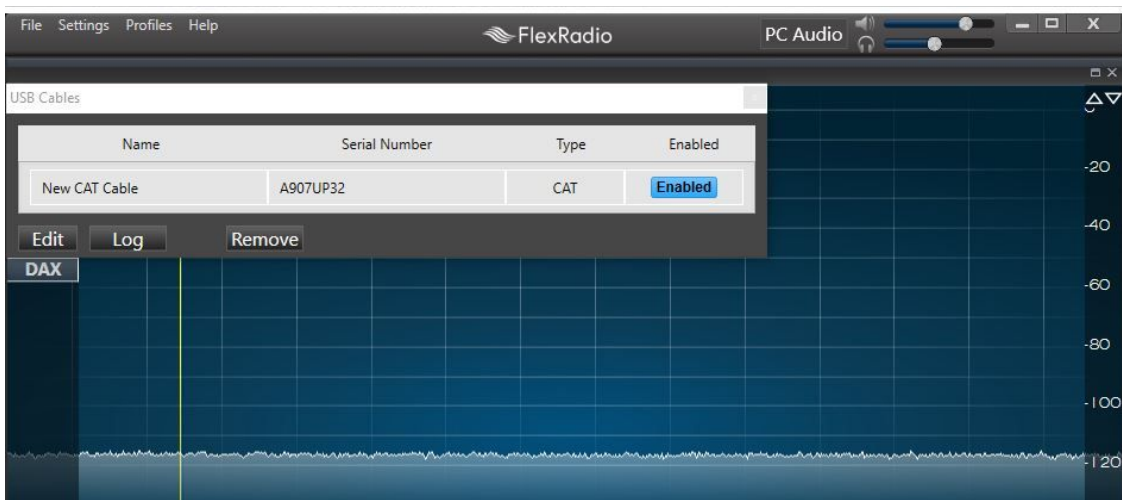 File Settings Profiles Help FlexRadio PC Audio X
USB Cables
Name Serial Number Type Enabled
New CAT Cable A907UP32 CAT Enabled
Edit Log Remove
DAX
-20
-40
-60
-80
-100
-120